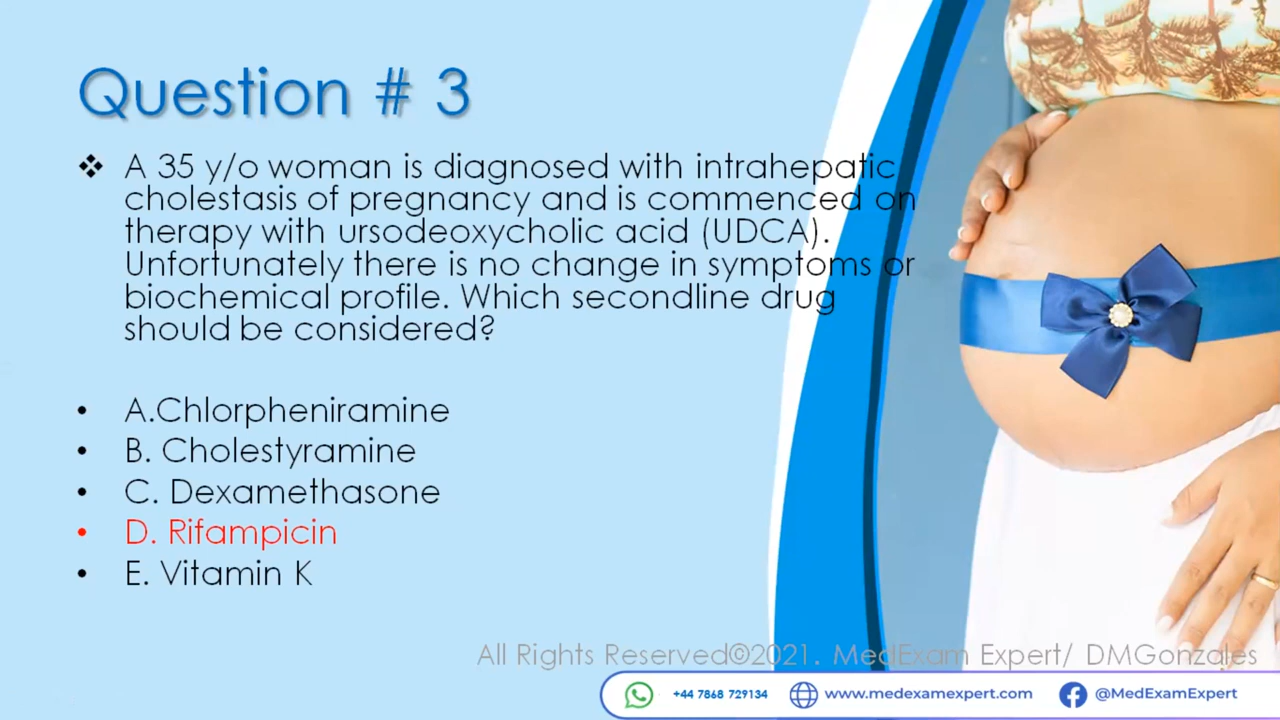 Question # 3
❖ A 35 y/o woman is diagnosed with intrahepatic
cholestasis of pregnancy and is commenced on
therapy with ursodeoxycholic acid (UDCA).
Unfortunately there is no change in symptoms or
biochemical profile. Which secondline drug
should be considered?
• A.Chlorpheniramine
• B. Cholestyramine
• C. Dexamethasone
• D. Rifampicin
• E. Vitamin K
All Rights Reserved©2021. MedExam Expert/ DMGonzales
+44 7868 729134 www.medexamexpert.com @MedExamExpert